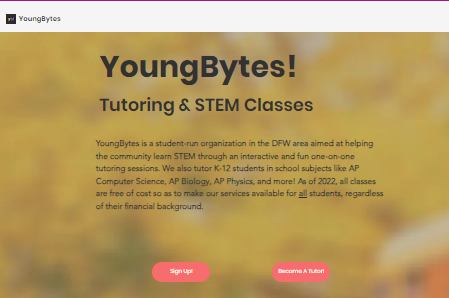 YoungBytes
YoungBytes!
Tutoring & STEM Classes
YoungBytes is a student-run organization in the DFW area aimed at helping
the community learn STEM through an interactive and fun one-on-one
tutoring sessions. We also tutor K-12 students in school subjects like AP
Computer Science, AP Biology, AP Physics, and more! As of 2022, all classes
are free of cost so as to make our services available for all students, regardless
of their financial background.
Sign Up!
Become A Tutor!